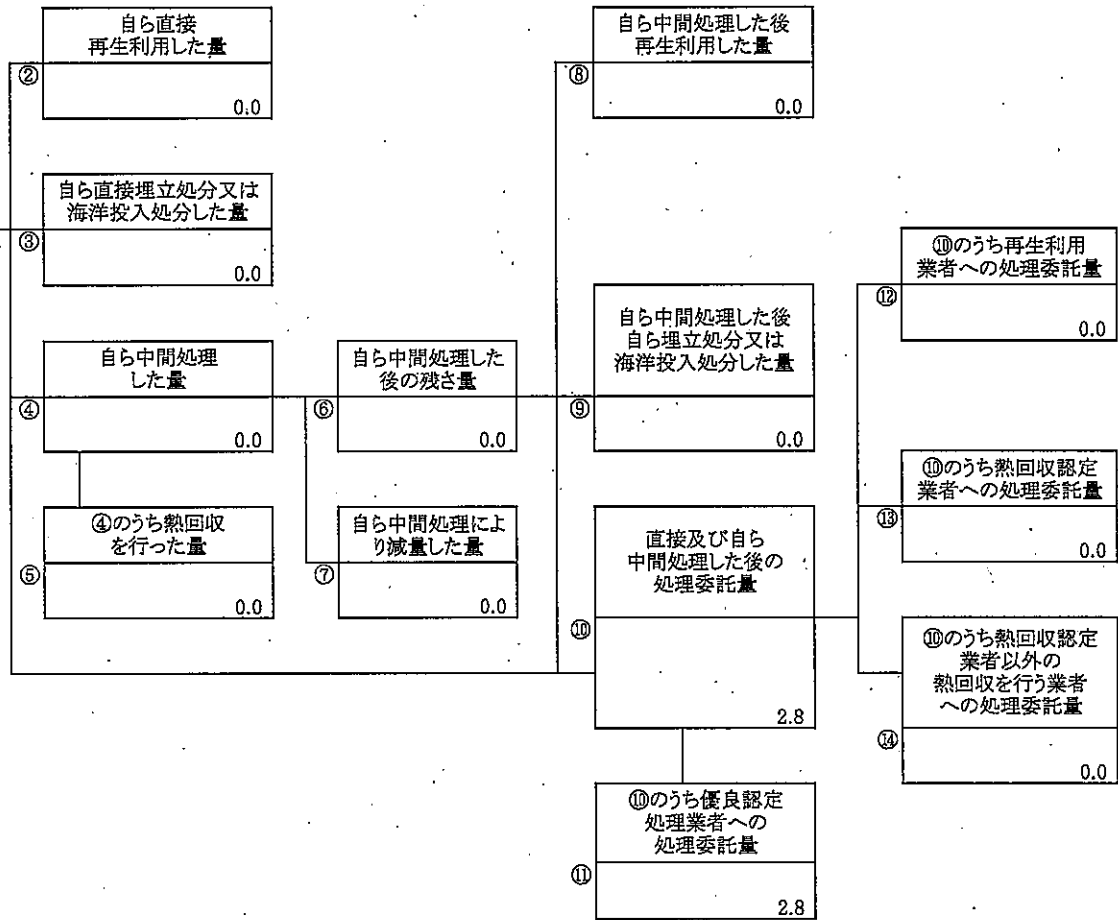 自ら直接
再生利用した量
②
0.0
自ら直接埋立処分又は
海洋投入処分した量
③
0.0
自ら中間処理
した量
④
0.0
④のうち熱回収
を行った量
⑤
0.0
自ら中間処理した
後の残さ量
⑥
0.0
自ら中間処理によ
り減量した量
⑦
0.0
自ら中間処理した後
再生利用した量
⑧
0.0
自ら中間処理した後
自ら埋立処分又は
海洋投入処分した量
⑨
0.0
直接及び自ら
中間処理した後の
処理委託量
⑩
2.8
⑩のうち優良認定
処理業者への
処理委託量
⑪
2.8
⑩のうち再生利用
業者への処理委託量
⑫
0.0
⑩のうち熱回収認定
業者への処理委託量
⑬
0.0
⑩のうち熱回収認定
業者以外の
熱回収を行う業者
への処理委託量
⑭
0.0